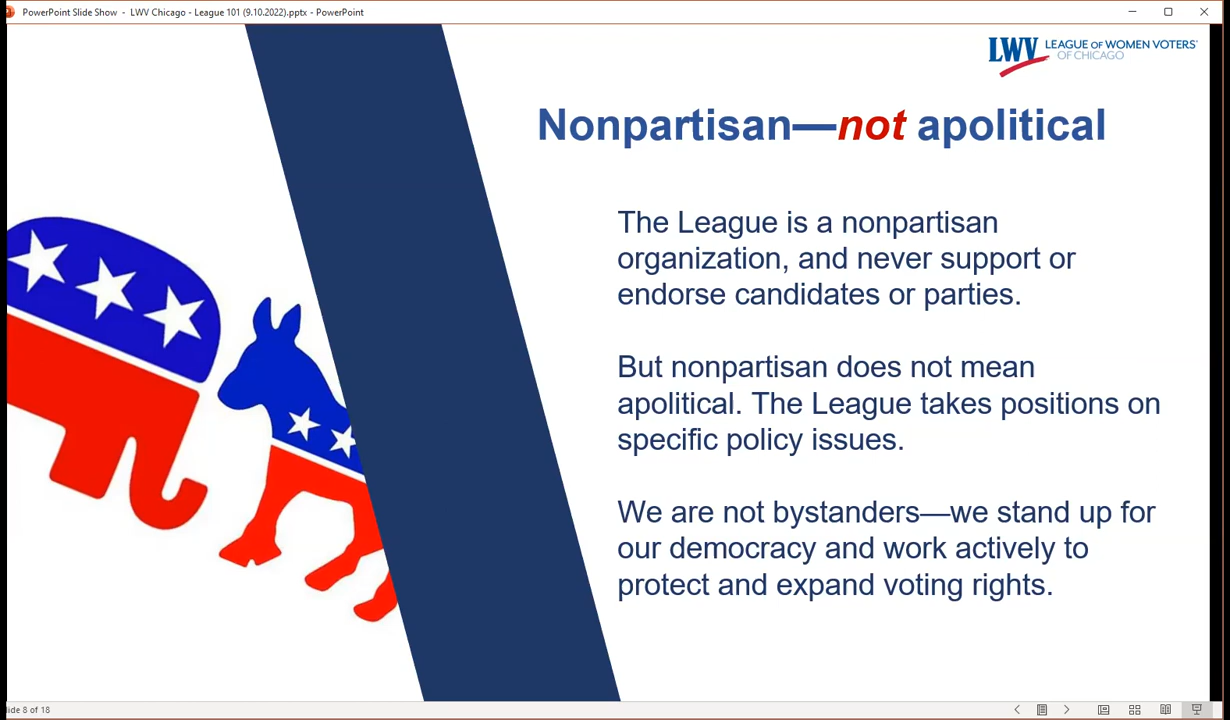 PowerPoint Slide Show - LWV Chicago - League 101 (9.10.2022).pptx - PowerPoint
LWV LEAGUE OF WOMEN VOTERS®
OF CHICAGO
Nonpartisan—not apolitical
The League is a nonpartisan
organization, and never support or
endorse candidates or parties.
But nonpartisan does not mean
apolitical. The League takes positions on
specific policy issues.
We are not bystanders—we stand up for
our democracy and work actively to
protect and expand voting rights.
lide 8 of 18